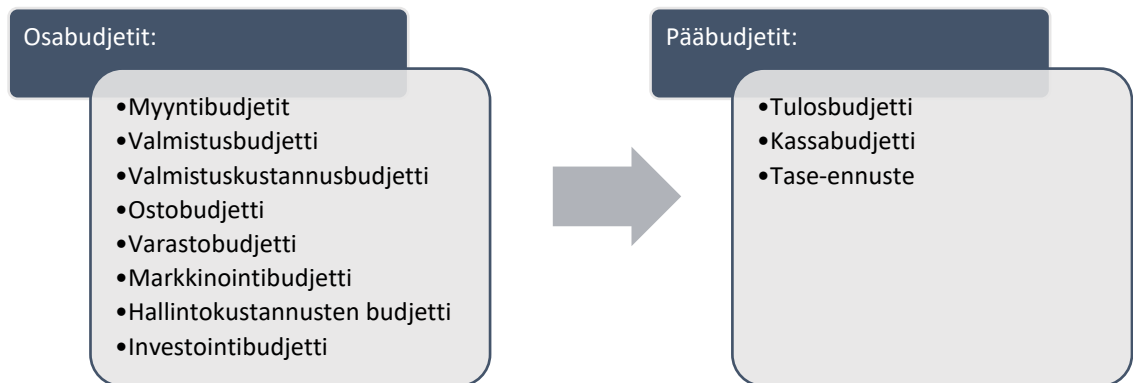 Osabudjetit:
•Myyntibudjetit
•Valmistusbudjetti
•Valmistuskustannusbudjetti
•Ostobudjetti
•Varastobudjetti
•Markkinointibudjetti
•Hallintokustannusten budjetti
•Investointibudjetti
Pääbudjetit:
•Tulosbudjetti
•Kassabudjetti
•Tase-ennuste